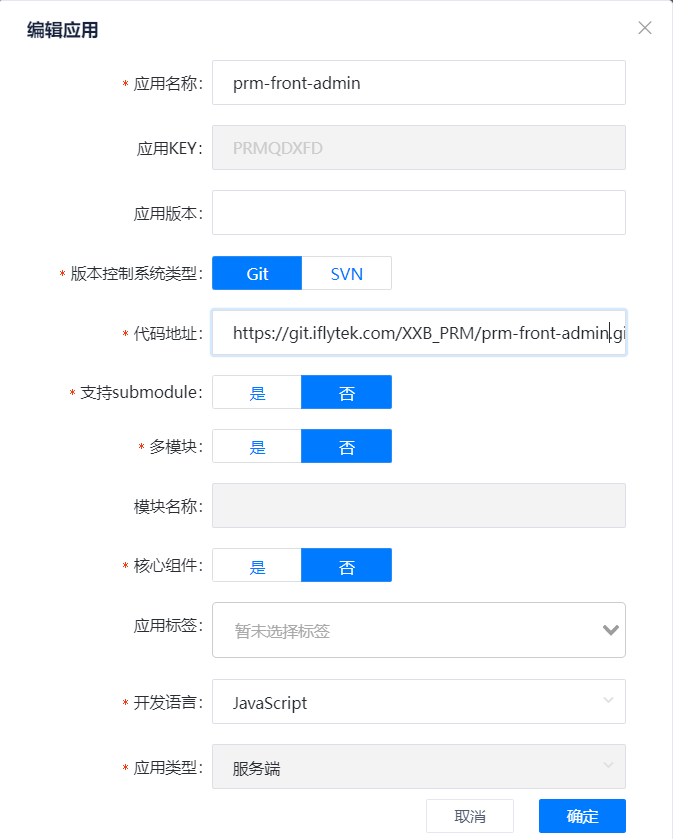 编辑应用
* 应用名称： prm-front-admin
应用KEY： PRMQDXFD
应用版本：
* 版本控制系统类型： Git SVN
* 代码地址： https://git.iflytek.com/XXB_PRM/prm-front-admin.gi
* 支持submodule： 是 否
* 多模块： 是 否
模块名称：
* 核心组件： 是 否
应用标签： 暂未选择标签
* 开发语言： JavaScript
* 应用类型： 服务端
取消 确定